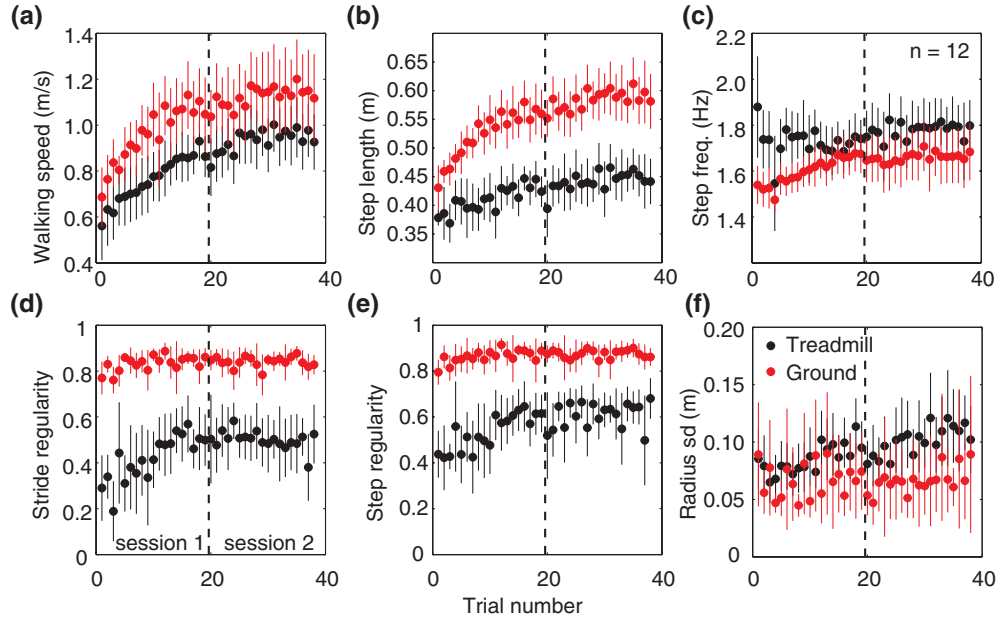 (a)
Walking speed (m/s)
1.4
1.2
1.0
0.8
0.6
0.4
0
20
40
(b)
Step length (m)
0.65
0.60
0.55
0.50
0.45
0.40
0.35
0
20
40
(c)
Step freq. (Hz)
n = 12
2.2
2.0
1.8
1.6
1.4
0
20
40
(d)
Stride regularity
1
0.8
0.6
0.4
0.2
0
session 1
session 2
0
20
40
(e)
Step regularity
1
0.8
0.6
0.4
0.2
0
0
20
40
Trial number
(f)
Radius sd (m)
0.20
0.15
0.10
0.05
0
Treadmill
Ground
0
20
40